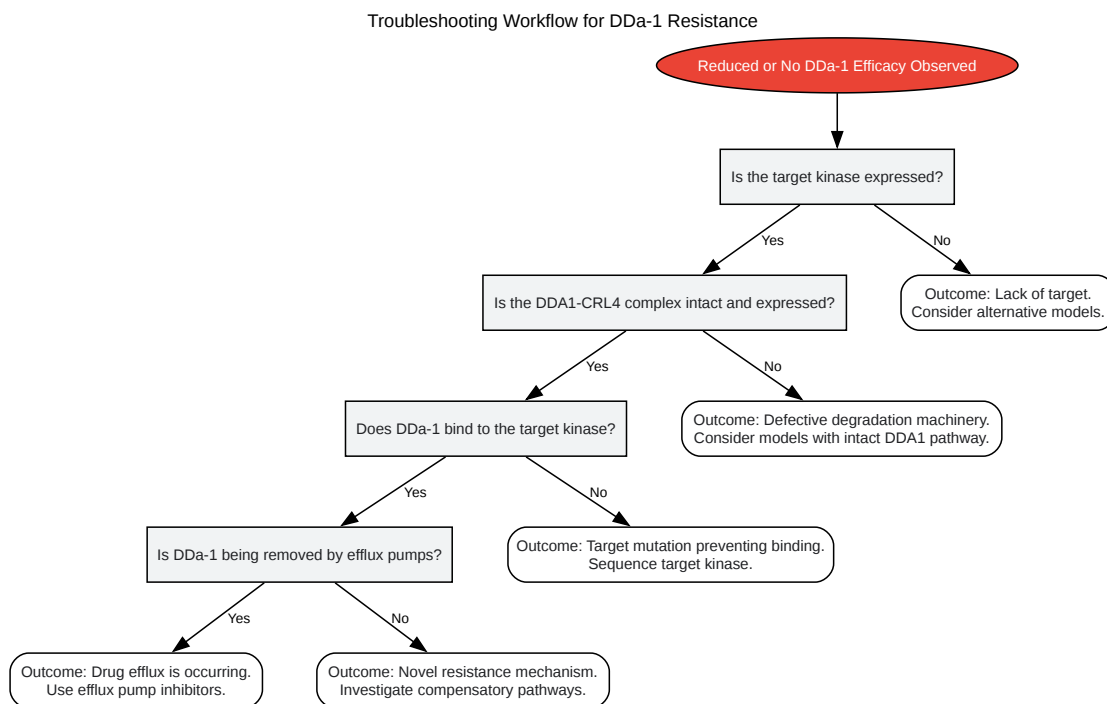 Troubleshooting Workflow for DDa-1 Resistance
Reduced or No DDa-1 Efficacy Observed
Is the target kinase expressed?
Yes
No
Is the DDA1-CRL4 complex intact and expressed?
Outcome: Lack of target.
Consider alternative models.
Yes
No
Does DDa-1 bind to the target kinase?
Outcome: Defective degradation machinery.
Consider models with intact DDA1 pathway.
Yes
No
Is DDa-1 being removed by efflux pumps?
Outcome: Target mutation preventing binding.
Sequence target kinase.
Yes
No
Outcome: Drug efflux is occurring.
Use efflux pump inhibitors.
Outcome: Novel resistance mechanism.
Investigate compensatory pathways.